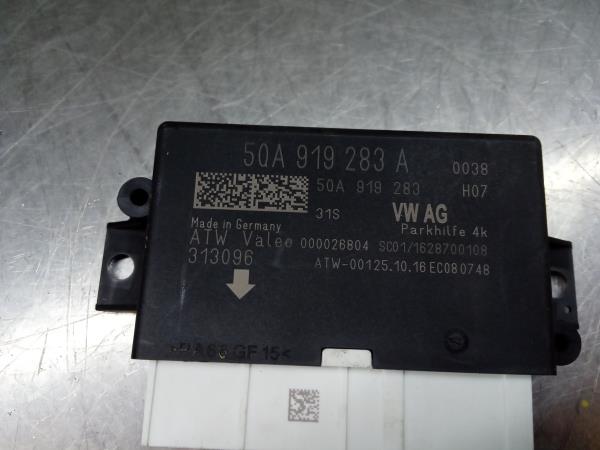 5QA 919 283 A 0038
5QA 919 283 H07
31S VW AG
Made in Germany Parkhilfe 4k
ATW Valeo 000026804 SC01/1628700108
313096 ATW-00125.10.16 EC080748
GF15<